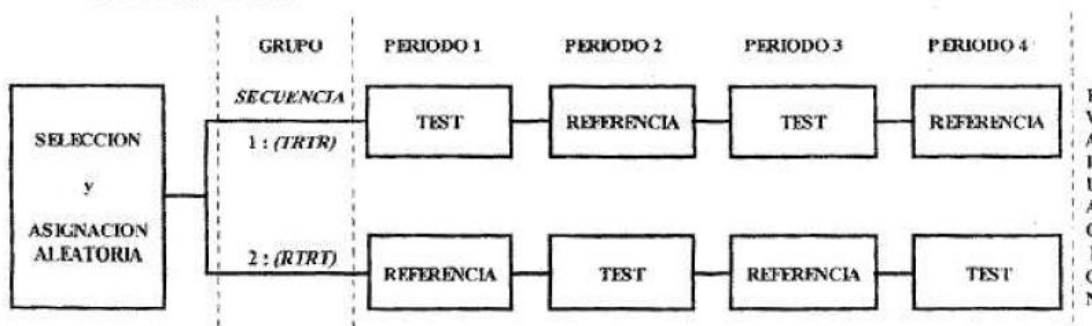 GRUPO
PERIODO 1
PERIODO 2
PERIODO 3
PERIODO 4
SELECCION
y
ASIGNACION
ALEATORIA
SECUENCIA
1 : (TRTR)
TEST
REFERENCIA
TEST
REFERENCIA
2 : (RTRT)
REFERENCIA
TEST
REFERENCIA
TEST